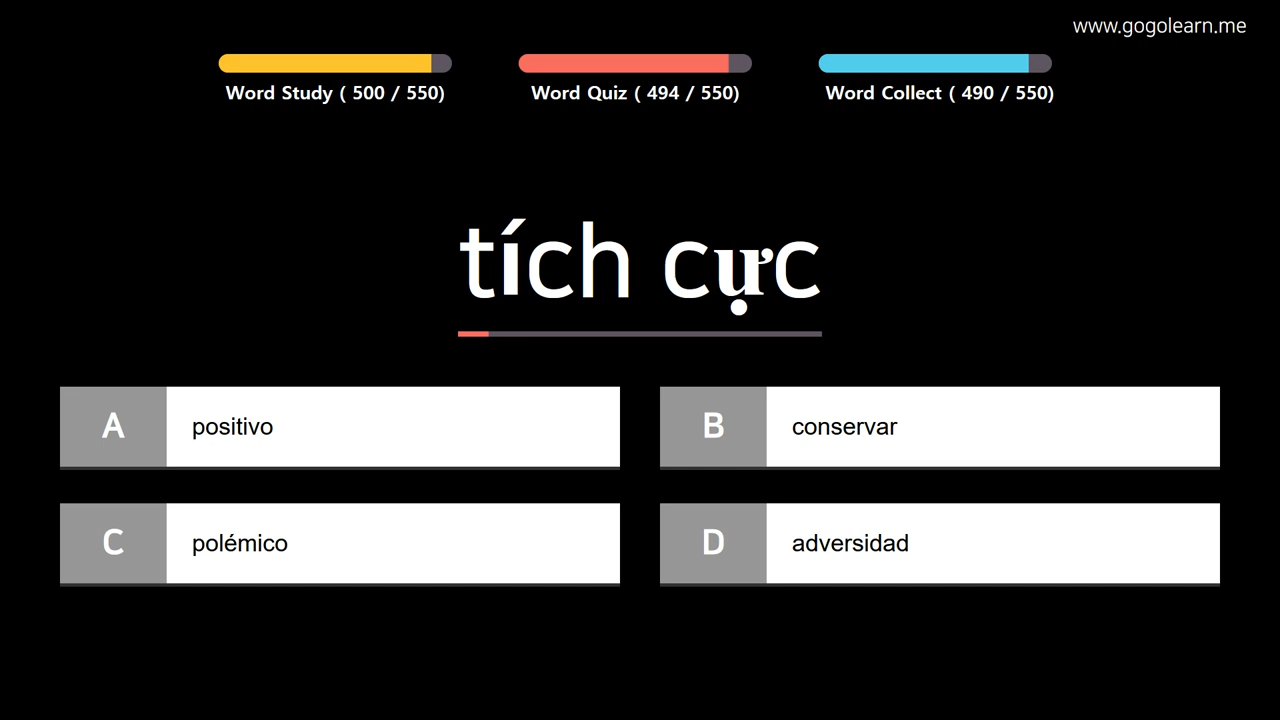 www.gogolearn.me
Word Study ( 500 / 550)
Word Quiz ( 494 / 550)
Word Collect ( 490 / 550)
tích cực
A positivo
B conservar
C polémico
D adversidad